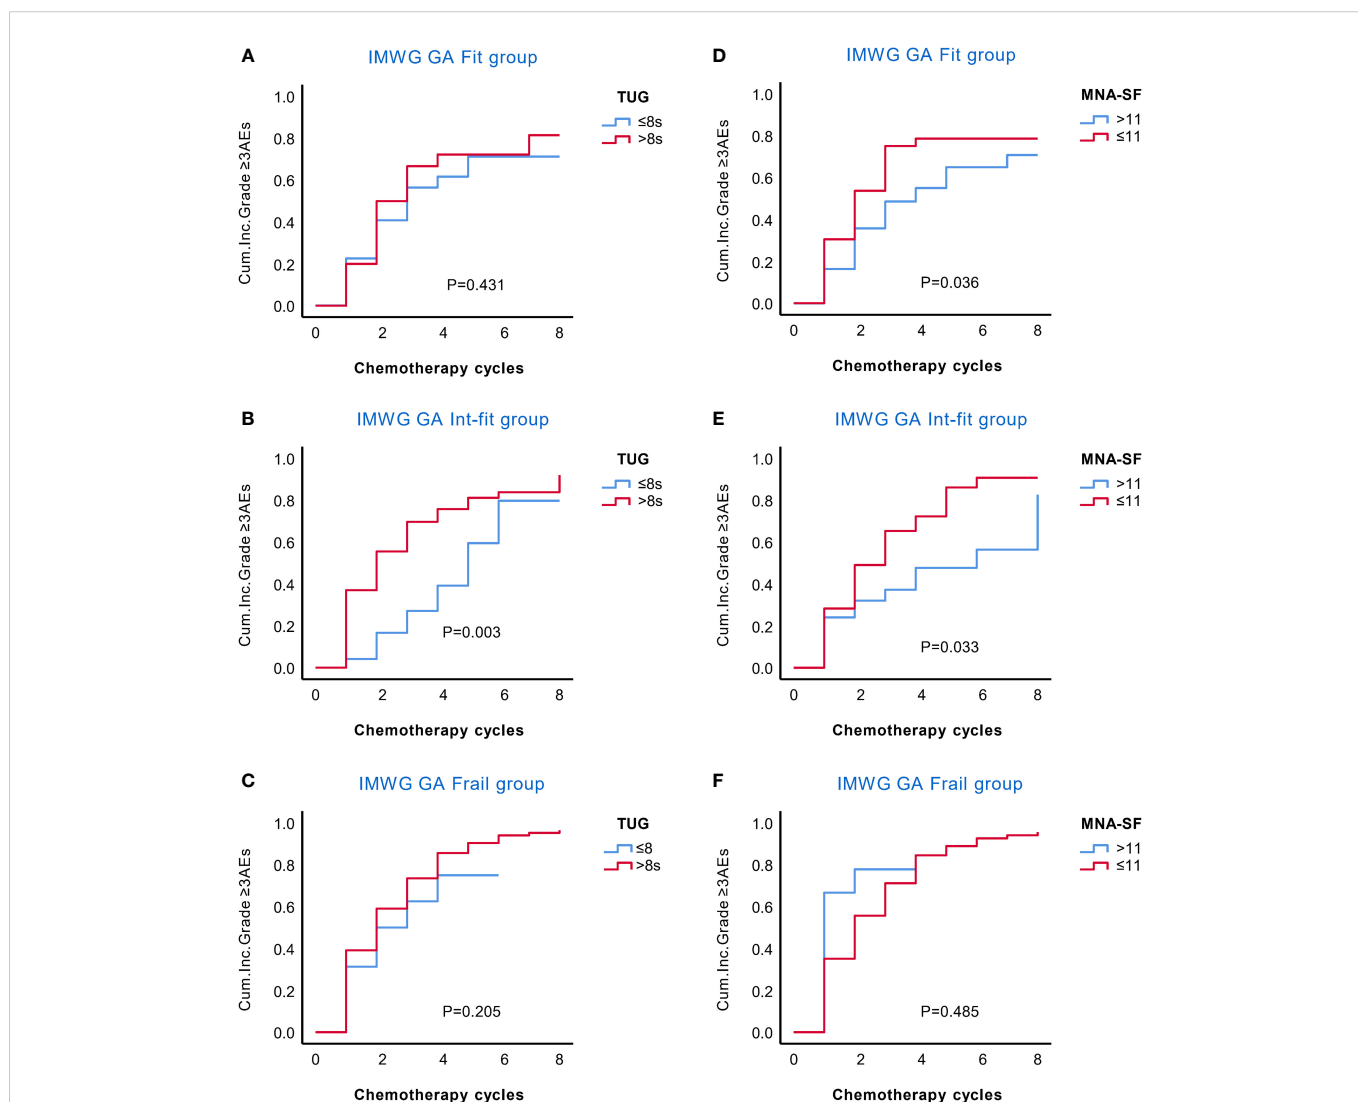 A
IMWG GA Fit group
TUG
≤8s
>8s
Cum.Inc.Grade ≥3AEs
1.0
0.8
0.6
0.4
0.2
0.0
P=0.431
0 2 4 6 8
Chemotherapy cycles
D
IMWG GA Fit group
MNA-SF
>11
≤11
Cum.Inc.Grade ≥3AEs
1.0
0.8
0.6
0.4
0.2
0.0
P=0.036
0 2 4 6 8
Chemotherapy cycles
B
IMWG GA Int-fit group
TUG
≤8s
>8s
Cum.Inc.Grade ≥3AEs
1.0
0.8
0.6
0.4
0.2
0.0
P=0.003
0 2 4 6 8
Chemotherapy cycles
E
IMWG GA Int-fit group
MNA-SF
>11
≤11
Cum.Inc.Grade ≥3AEs
1.0
0.8
0.6
0.4
0.2
0.0
P=0.033
0 2 4 6 8
Chemotherapy cycles
C
IMWG GA Frail group
TUG
≤8
>8s
Cum.Inc.Grade ≥3AEs
1.0
0.8
0.6
0.4
0.2
0.0
P=0.205
0 2 4 6 8
Chemotherapy cycles
F
IMWG GA Frail group
MNA-SF
>11
≤11
Cum.Inc.Grade ≥3AEs
1.0
0.8
0.6
0.4
0.2
0.0
P=0.485
0 2 4 6 8
Chemotherapy cycles